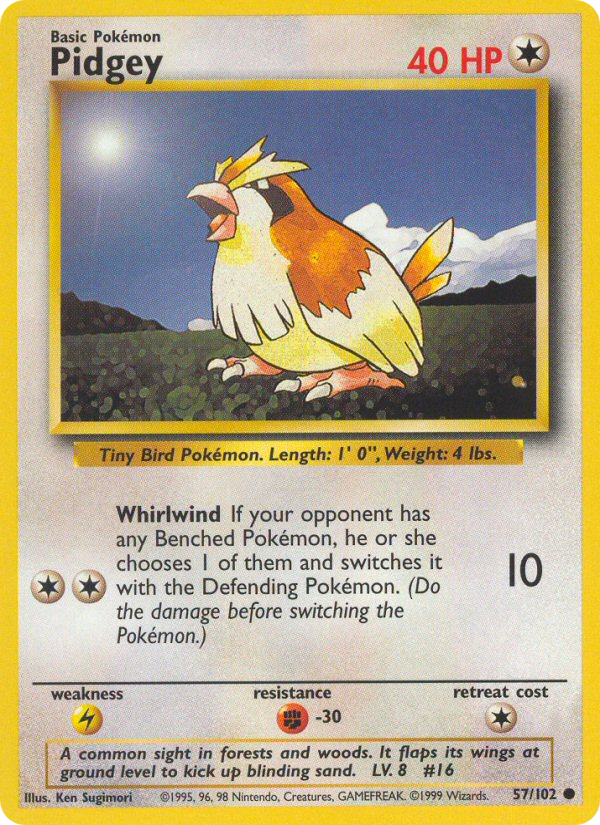 Basic Pokémon
Pidgey
40 HP
Tiny Bird Pokémon. Length: 1' 0", Weight: 4 lbs.
Whirlwind If your opponent has
any Benched Pokémon, he or she
chooses 1 of them and switches it
with the Defending Pokémon. (Do
the damage before switching the
Pokémon.)
10
weakness resistance retreat cost
-30
A common sight in forests and woods. It flaps its wings at
ground level to kick up blinding sand. LV. 8 #16
Illus. Ken Sugimori ©1995, 96, 98 Nintendo, Creatures, GAMEFREAK. ©1999 Wizards. 57/102